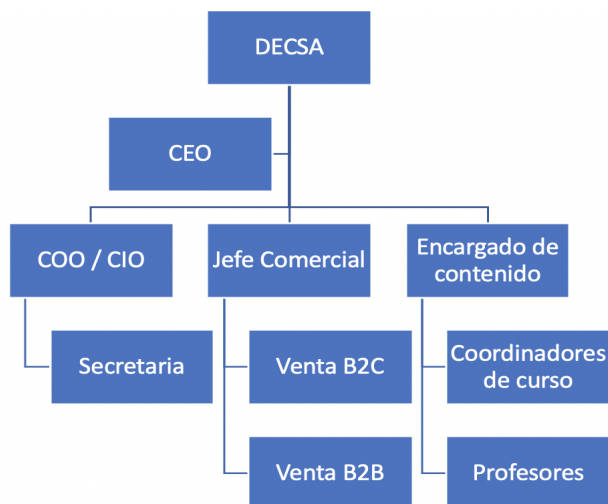 DECSA
CEO
COO / CIO
Jefe Comercial
Encargado de
contenido
Secretaria
Venta B2C
Coordinadores
de curso
Venta B2B
Profesores